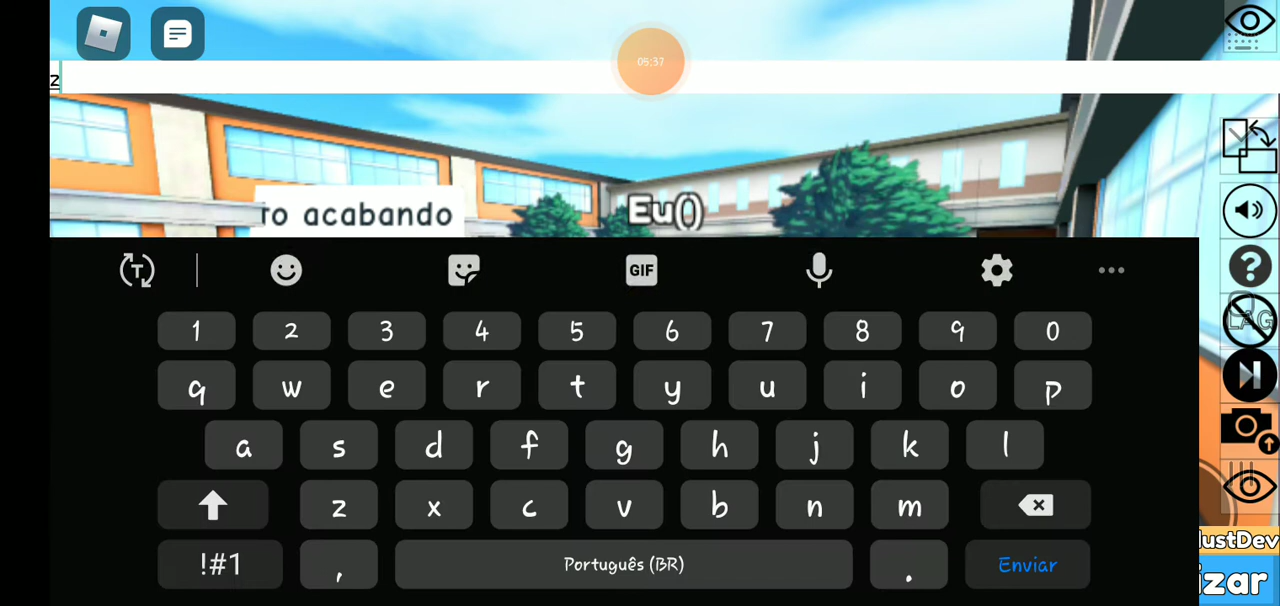 05:37
z
ro acabando
Eu()
T
GIF
1 2 3 4 5 6 7 8 9 0
q w e r t y u i o p
a s d f g h j k l
z x c v b n m
!#1 , Português (BR) . Enviar
?
LAG
lustDev
izar